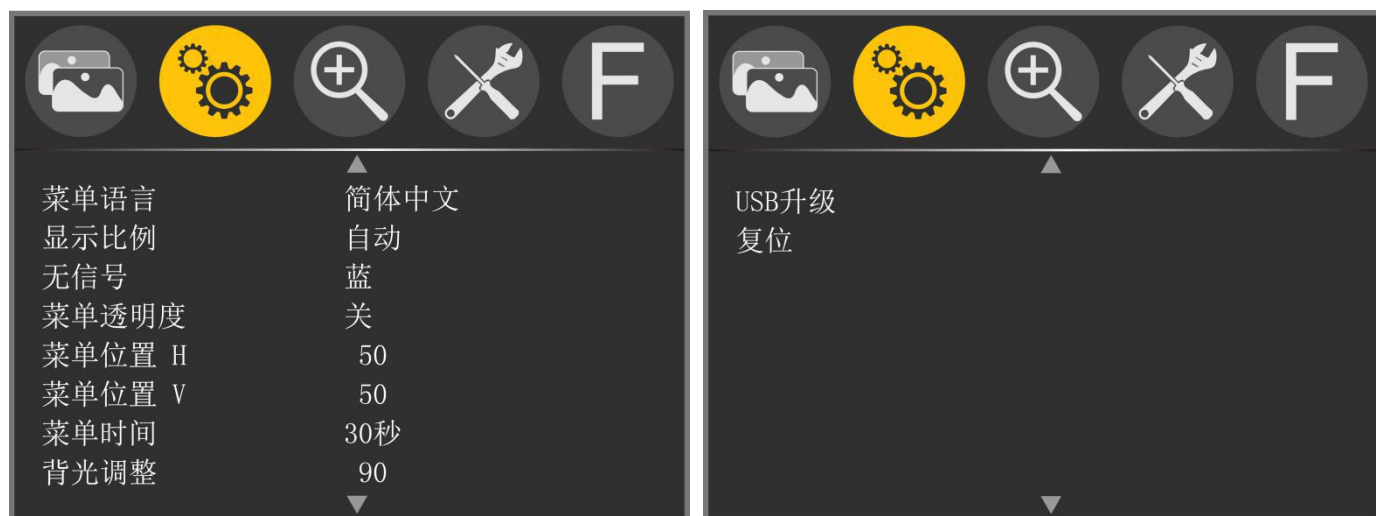 F
菜单语言 简体中文
显示比例 自动
无信号 蓝
菜单透明度 关
菜单位置 H 50
菜单位置 V 50
菜单时间 30秒
背光调整 90
F
USB升级
复位